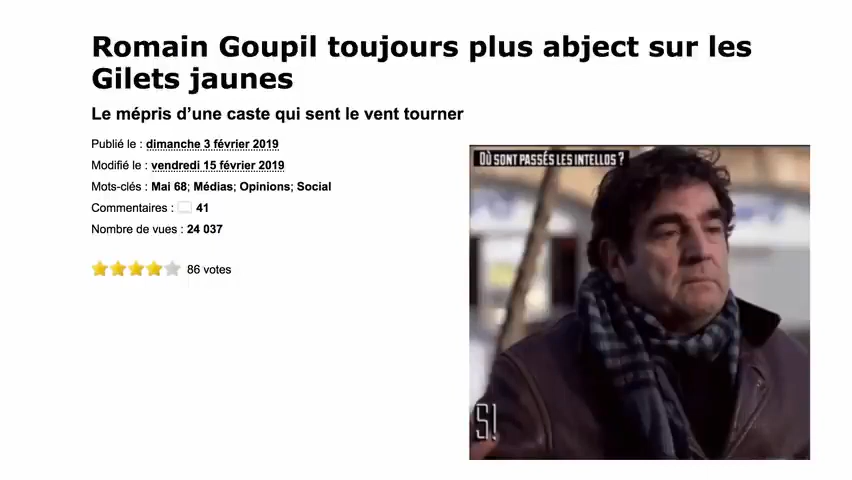 Romain Goupil toujours plus abject sur les
Gilets jaunes
Le mépris d’une caste qui sent le vent tourner
Publié le : dimanche 3 février 2019
Modifié le : vendredi 15 février 2019
Mots-clés : Mai 68; Médias; Opinions; Social
Commentaires : 41
Nombre de vues : 24 037
86 votes
OÙ SONT PASSÉS LES INTELLOS ?
S!